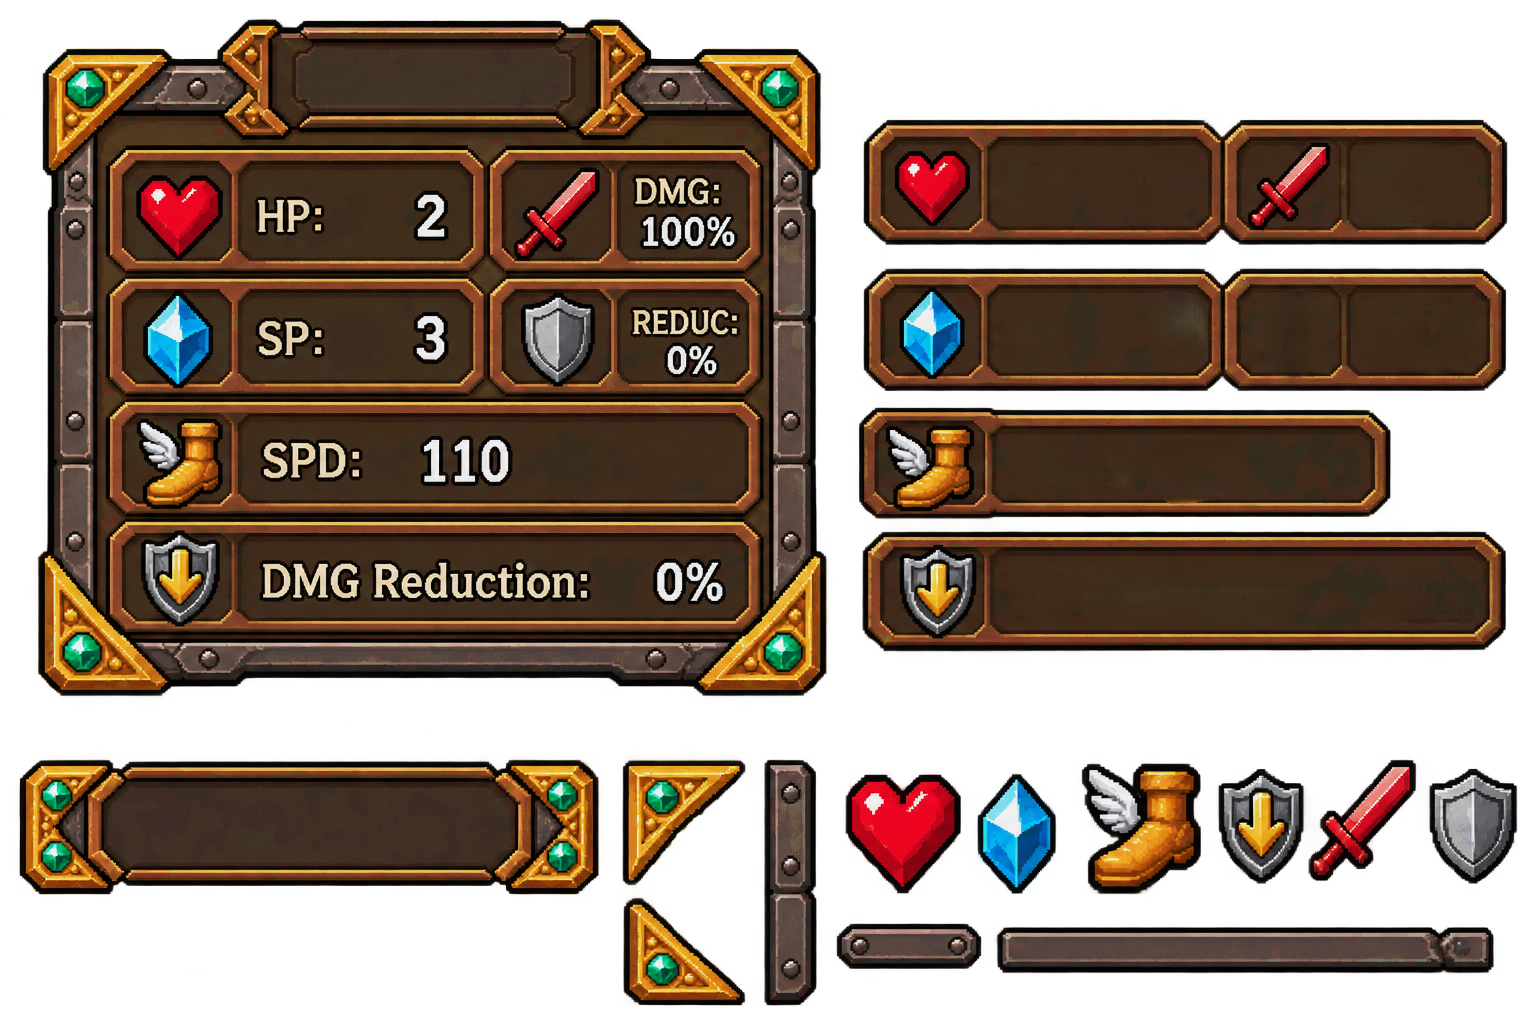 HP: 2
DMG:
100%
SP: 3
REDUC:
0%
SPD: 110
DMG Reduction: 0%